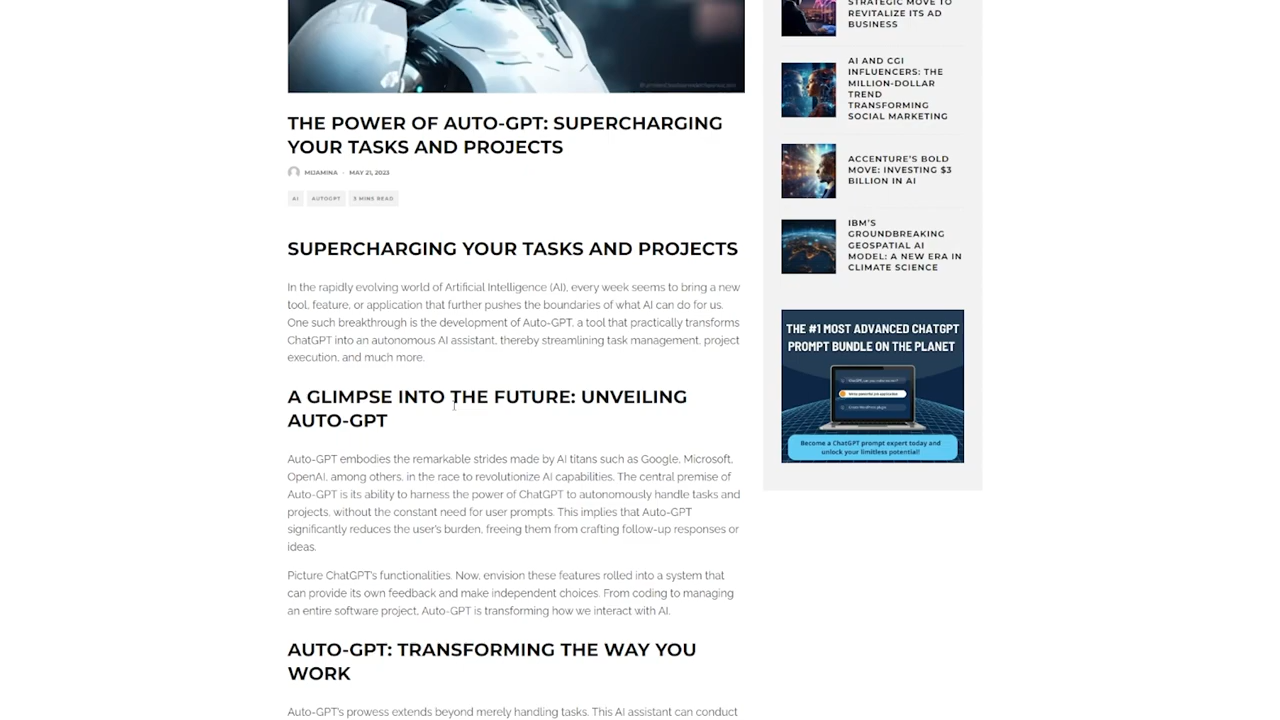 THE POWER OF AUTO-GPT: SUPERCHARGING
YOUR TASKS AND PROJECTS
MOAMINA - MAY 21, 2023
AI AUTOGPT 3 MINS READ
SUPERCHARGING YOUR TASKS AND PROJECTS
In the rapidly evolving world of Artificial Intelligence (AI), every week seems to bring a new
tool, feature, or application that further pushes the boundaries of what AI can do for us.
One such breakthrough is the development of Auto-GPT, a tool that practically transforms
ChatGPT into an autonomous AI assistant, thereby streamlining task management, project
execution, and much more.
A GLIMPSE INTO THE FUTURE: UNVEILING
AUTO-GPT
Auto-GPT embodies the remarkable strides made by AI titans such as Google, Microsoft,
OpenAI, among others, in the race to revolutionize AI capabilities. The central premise of
Auto-GPT is its ability to harness the power of ChatGPT to autonomously handle tasks and
projects, without the constant need for user prompts. This implies that Auto-GPT
significantly reduces the user's burden, freeing them from crafting follow-up responses or
ideas.
Picture ChatGPT's functionalities. Now, envision these features rolled into a system that
can provide its own feedback and make independent choices. From coding to managing
an entire software project, Auto-GPT is transforming how we interact with AI.
AUTO-GPT: TRANSFORMING THE WAY YOU
WORK
Auto-GPT's prowess extends beyond merely handling tasks. This AI assistant can conduct
STRATEGIC MOVE TO
REVITALIZE ITS AD
BUSINESS
AI AND CGI
INFLUENCERS: THE
MILLION-DOLLAR
TREND
TRANSFORMING
SOCIAL MARKETING
ACCENTURE'S BOLD
MOVE: INVESTING $3
BILLION IN AI
IBM'S
GROUNDBREAKING
GEOSPATIAL AI
MODEL: A NEW ERA IN
CLIMATE SCIENCE
THE #1 MOST ADVANCED CHATGPT
PROMPT BUNDLE ON THE PLANET
Become a ChatGPT prompt expert today and
unlock your limitless potential!